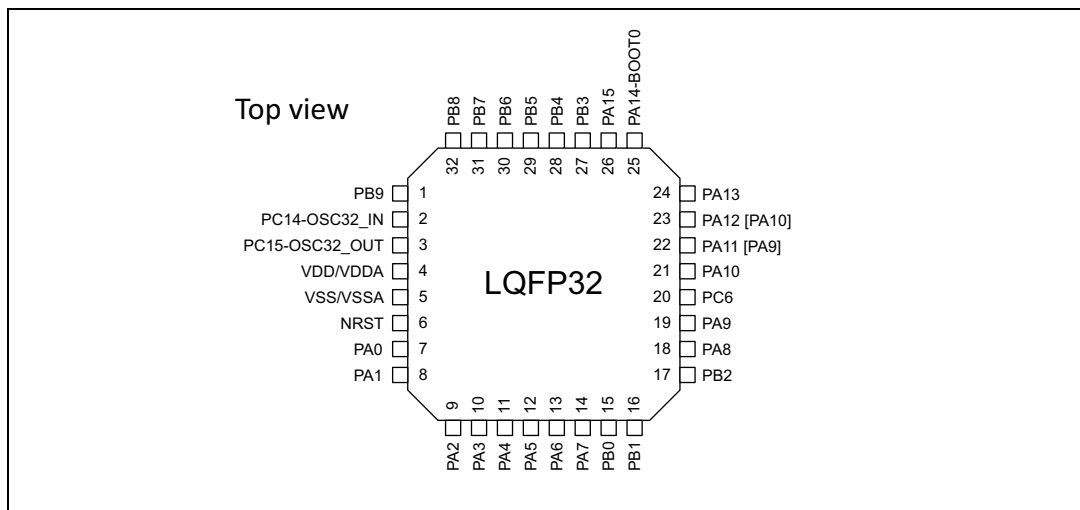 Top view
PB8
PB7
PB6
PB5
PB4
PB3
PA15
PA14-BOOT0
32
31
30
29
28
27
26
25
PB9 1
PC14-OSC32_IN 2
PC15-OSC32_OUT 3
VDD/VDDA 4
VSS/VSSA 5
NRST 6
PA0 7
PA1 8
LQFP32
24 PA13
23 PA12 [PA10]
22 PA11 [PA9]
21 PA10
20 PC6
19 PA9
18 PA8
17 PB2
9
10
11
12
13
14
15
16
PA2
PA3
PA4
PA5
PA6
PA7
PB0
PB1